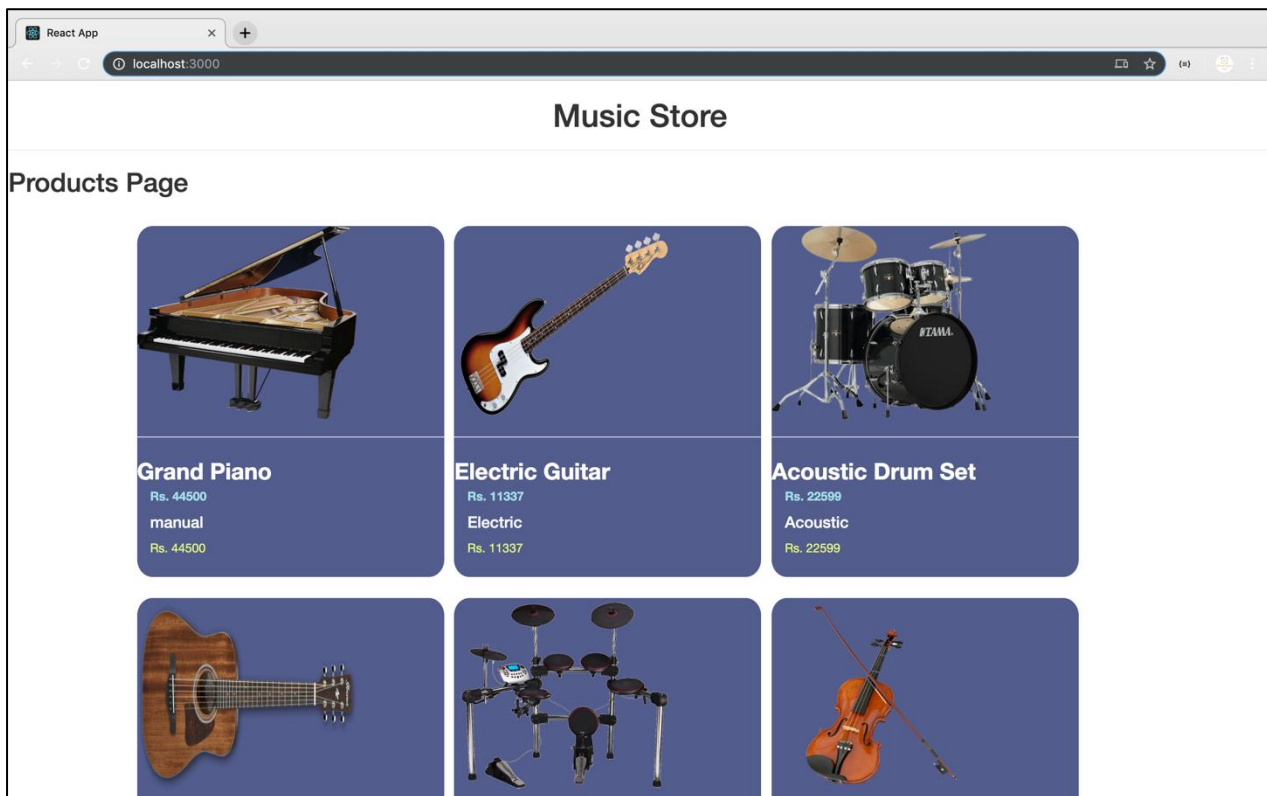 React App
localhost:3000
Music Store
Products Page
TAMA
Grand Piano
Rs. 44500
manual
Rs. 44500
Electric Guitar
Rs. 11337
Electric
Rs. 11337
Acoustic Drum Set
Rs. 22599
Acoustic
Rs. 22599